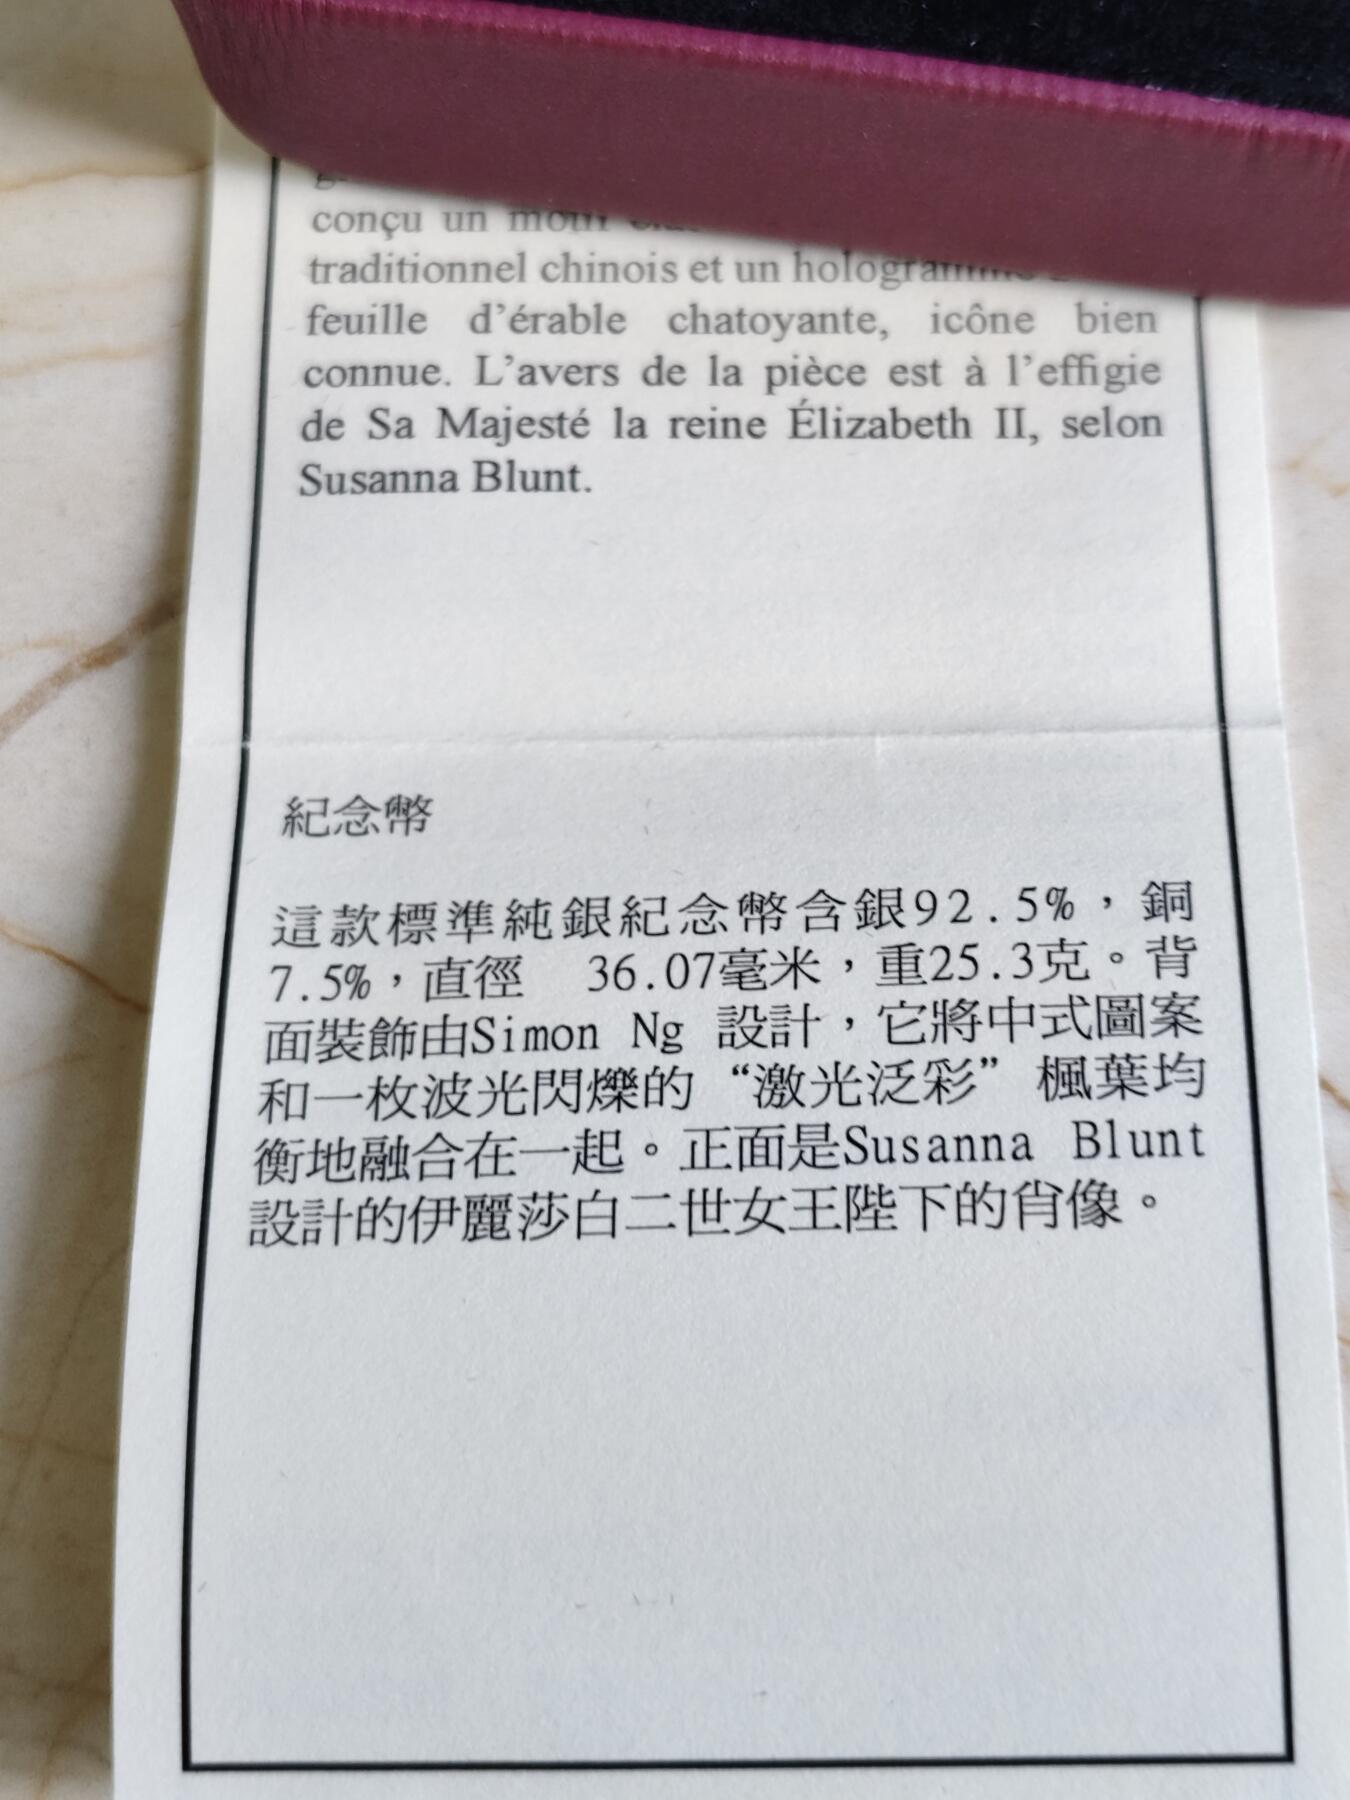 conçu un motif
traditionnel chinois et un hologramme
feuille d'érable chatoyante, icône bien
connue. L'avers de la pièce est à l'effigie
de Sa Majesté la reine Élizabeth II, selon
Susanna Blunt.
紀念幣
這款標準純銀紀念幣含銀92.5%，銅
7.5%，直徑 36.07毫米，重25.3克。背
面裝飾由Simon Ng 設計，它將中式圖案
和一枚波光閃爍的“激光泛彩”楓葉均
衡地融合在一起。正面是Susanna Blunt
設計的伊麗莎白二世女王陛下的肖像。